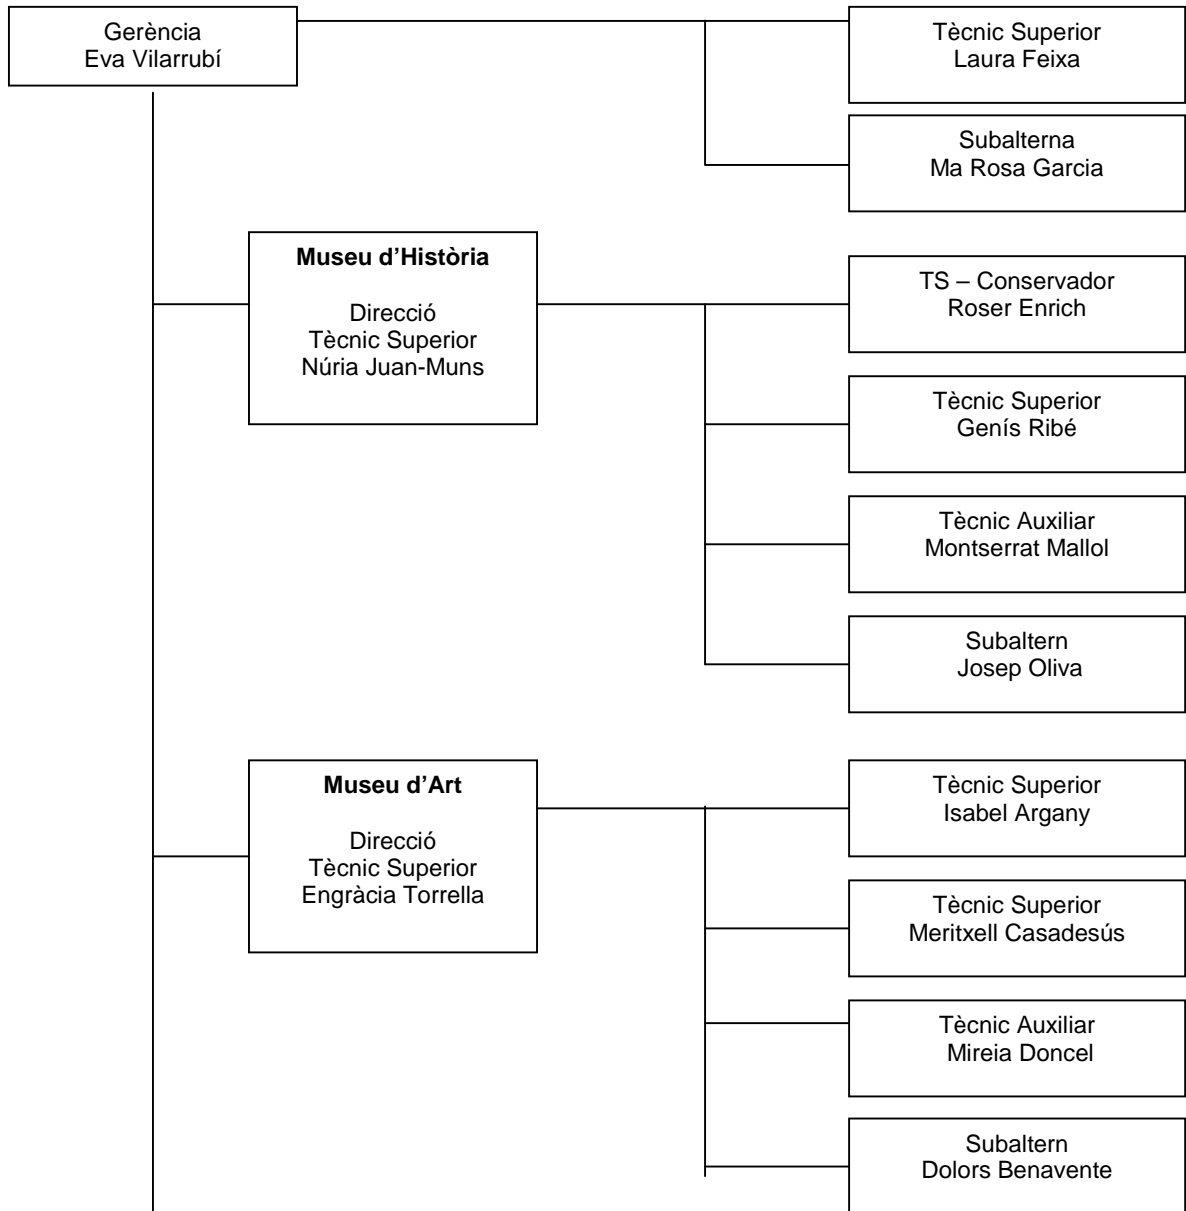 Gerència
Eva Vilarrubí
Tècnic Superior
Laura Feixa
Subalterna
Ma Rosa Garcia
Museu d’Història
Direcció
Tècnic Superior
Núria Juan-Muns
TS – Conservador
Roser Enrich
Tècnic Superior
Genís Ribé
Tècnic Auxiliar
Montserrat Mallol
Subaltern
Josep Oliva
Museu d’Art
Direcció
Tècnic Superior
Engràcia Torrella
Tècnic Superior
Isabel Argany
Tècnic Superior
Meritxell Casadesús
Tècnic Auxiliar
Mireia Doncel
Subaltern
Dolors Benavente